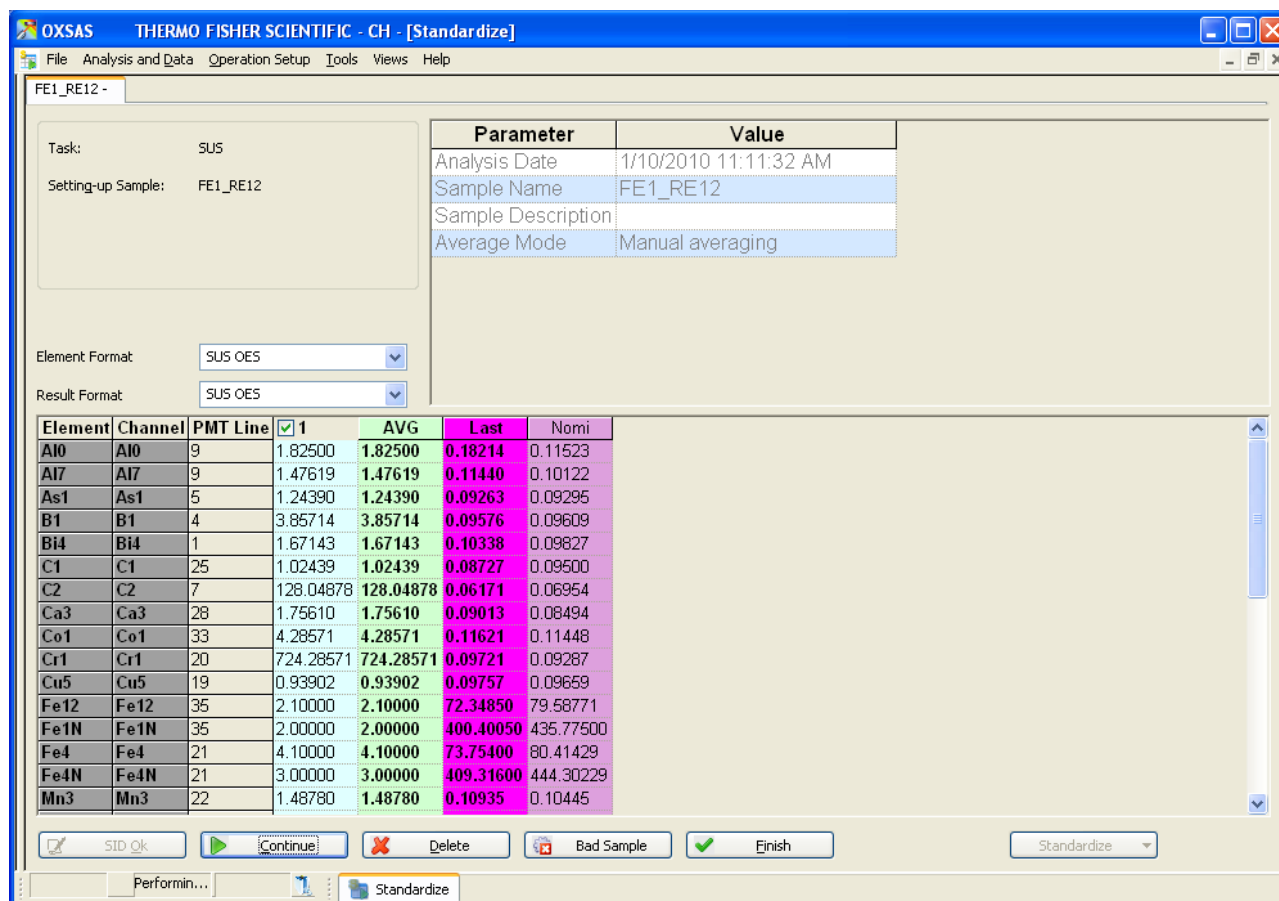 OXSAS THERMO FISHER SCIENTIFIC - CH - [Standardize]
File Analysis and Data Operation Setup Tools Views Help
FE1_RE12 -
Task: SUS
Setting-up Sample: FE1_RE12
Parameter Value
Analysis Date 1/10/2010 11:11:32 AM
Sample Name FE1_RE12
Sample Description
Average Mode Manual averaging
Element Format SUS OES
Result Format SUS OES
Element Channel PMT Line 1 AVG Last Nomi
Al0 Al0 9 1.82500 1.82500 0.18214 0.11523
Al7 Al7 9 1.47619 1.47619 0.11440 0.10122
As1 As1 5 1.24390 1.24390 0.09263 0.09295
B1 B1 4 3.85714 3.85714 0.09576 0.09609
Bi4 Bi4 1 1.67143 1.67143 0.10338 0.09827
C1 C1 25 1.02439 1.02439 0.08727 0.09500
C2 C2 7 128.04878 128.04878 0.06171 0.06954
Ca3 Ca3 28 1.75610 1.75610 0.09013 0.08494
Co1 Co1 33 4.28571 4.28571 0.11621 0.11448
Cr1 Cr1 20 724.28571 724.28571 0.09721 0.09287
Cu5 Cu5 19 0.93902 0.93902 0.09757 0.09659
Fe12 Fe12 35 2.10000 2.10000 72.34850 79.58771
Fe1N Fe1N 35 2.00000 2.00000 400.40050 435.77500
Fe4 Fe4 21 4.10000 4.10000 73.75400 80.41429
Fe4N Fe4N 21 3.00000 3.00000 409.31600 444.30229
Mn3 Mn3 22 1.48780 1.48780 0.10935 0.10445
SID Ok Continue Delete Bad Sample Finish Standardize
Performin... Standardize